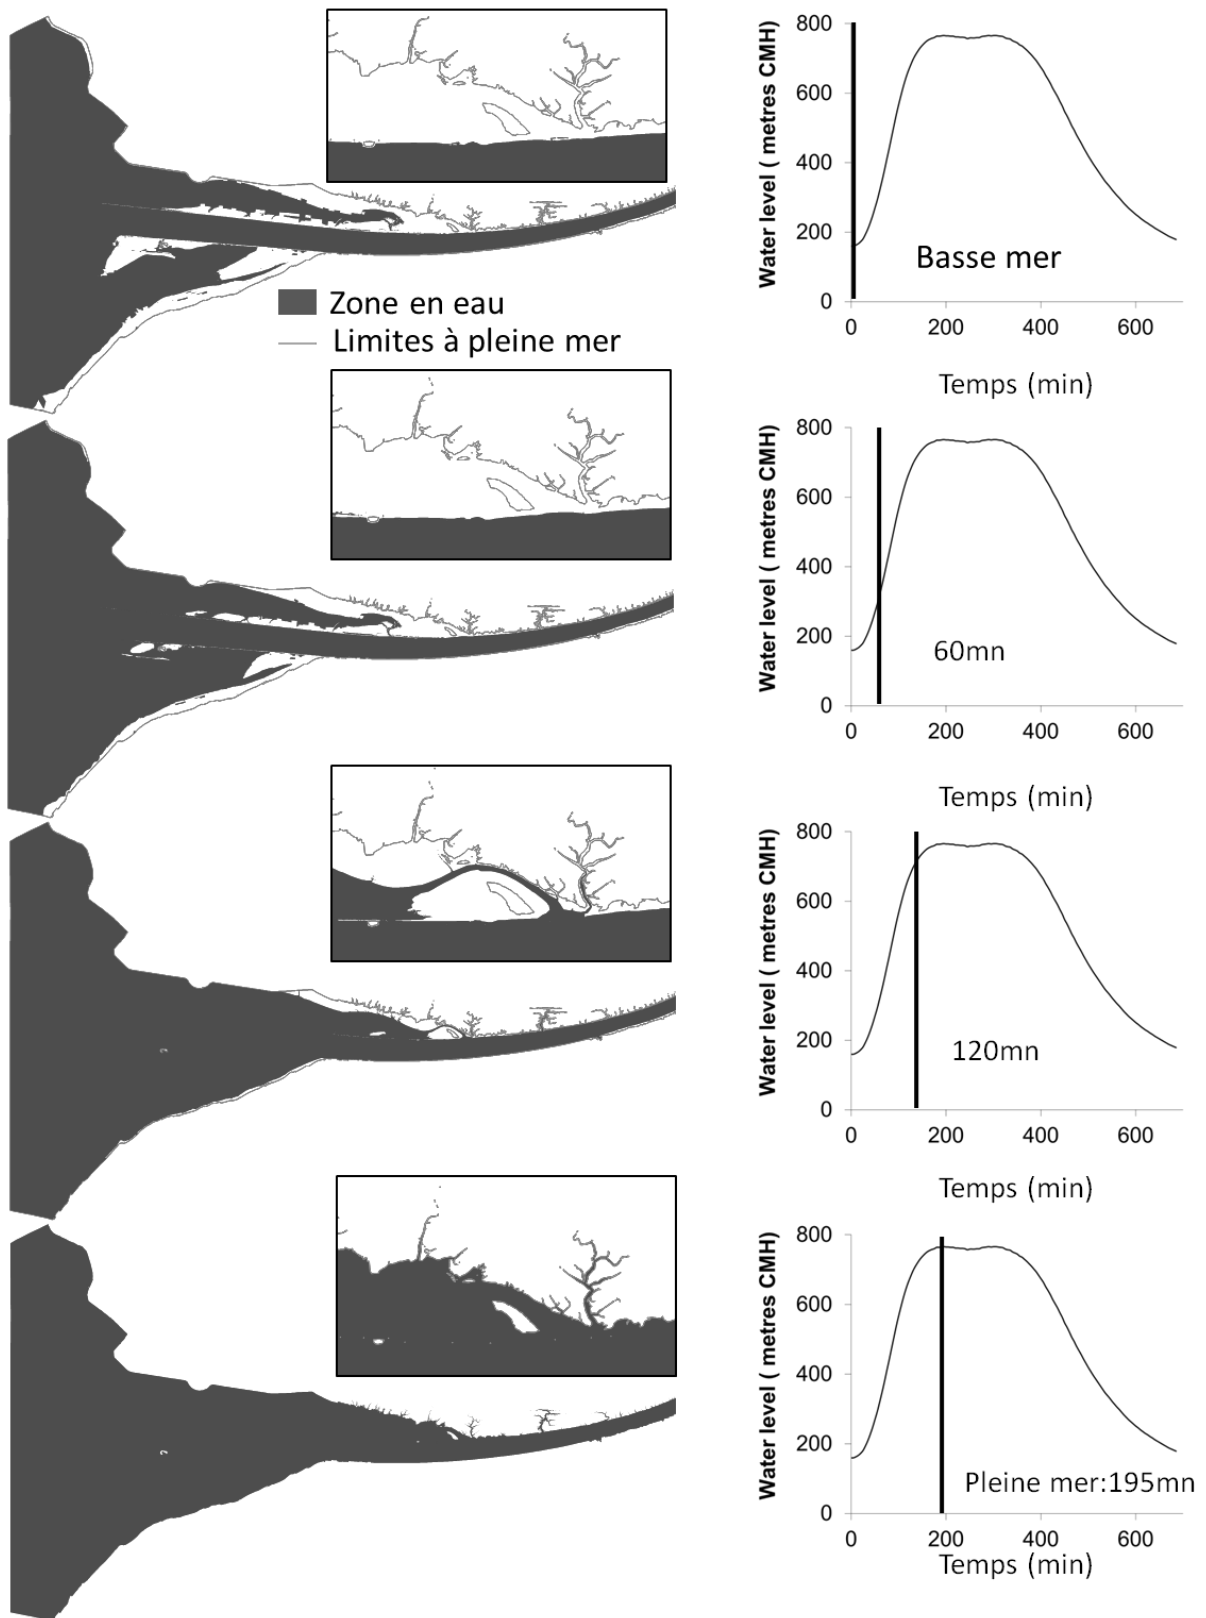 Water level ( metres CMH)
800
600
400
200
0
0 200 400 600
Basse mer
Temps (min)
Zone en eau
Limites à pleine mer
Water level ( metres CMH)
800
600
400
200
0
0 200 400 600
60mn
Temps (min)
Water level ( metres CMH)
800
600
400
200
0
0 200 400 600
120mn
Temps (min)
Water level ( metres CMH)
800
600
400
200
0
0 200 400 600
Pleine mer:195mn
Temps (min)